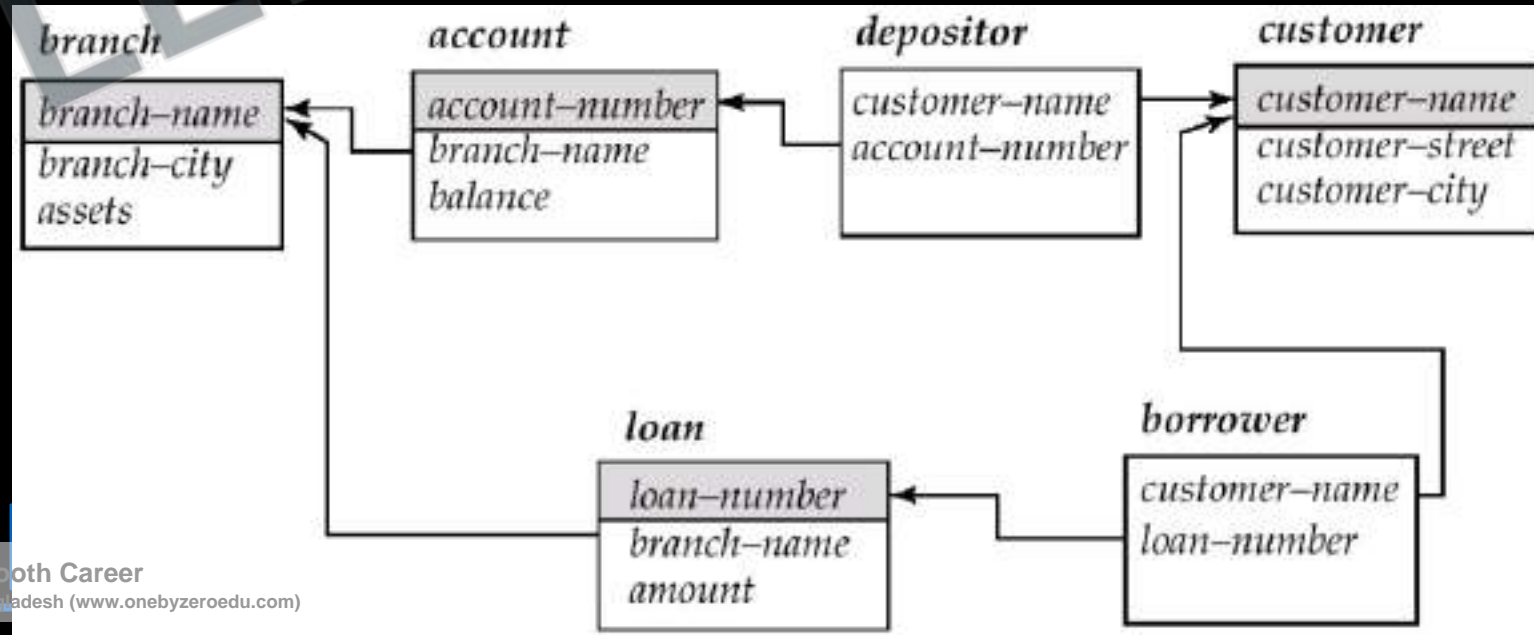 branch
branch–name
branch–city
assets
account
account–number
branch–name
balance
depositor
customer–name
account–number
customer
customer–name
customer–street
customer–city
loan
loan–number
branch–name
amount
borrower
customer–name
loan–number
Career
(www.onebyzeroedu.com)